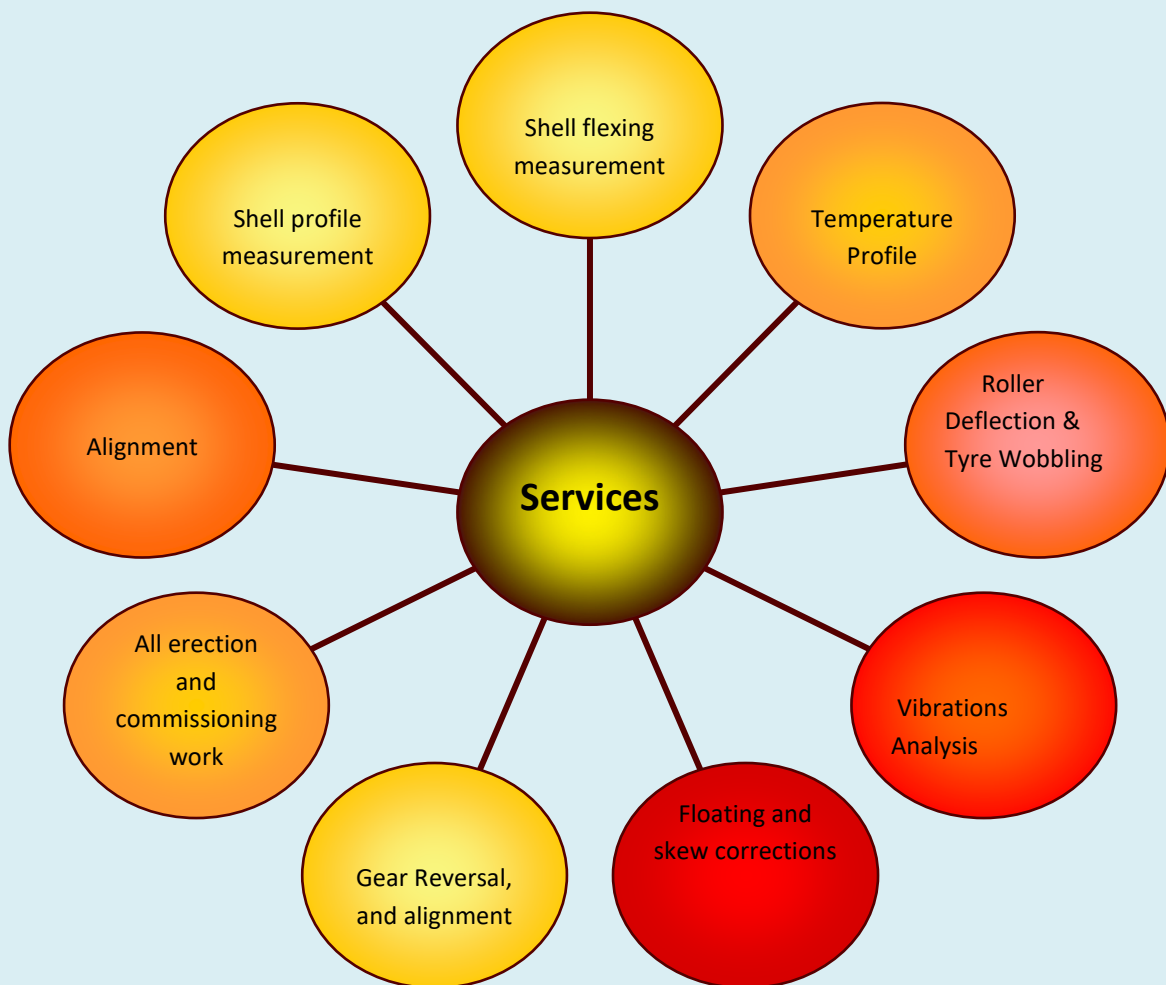 Shell flexing
measurement
Temperature
Profile
Roller
Deflection &
Tyre Wobbling
Vibrations
Analysis
Floating and
skew corrections
Gear Reversal,
and alignment
All erection
and
commissioning
work
Alignment
Shell profile
measurement
Services